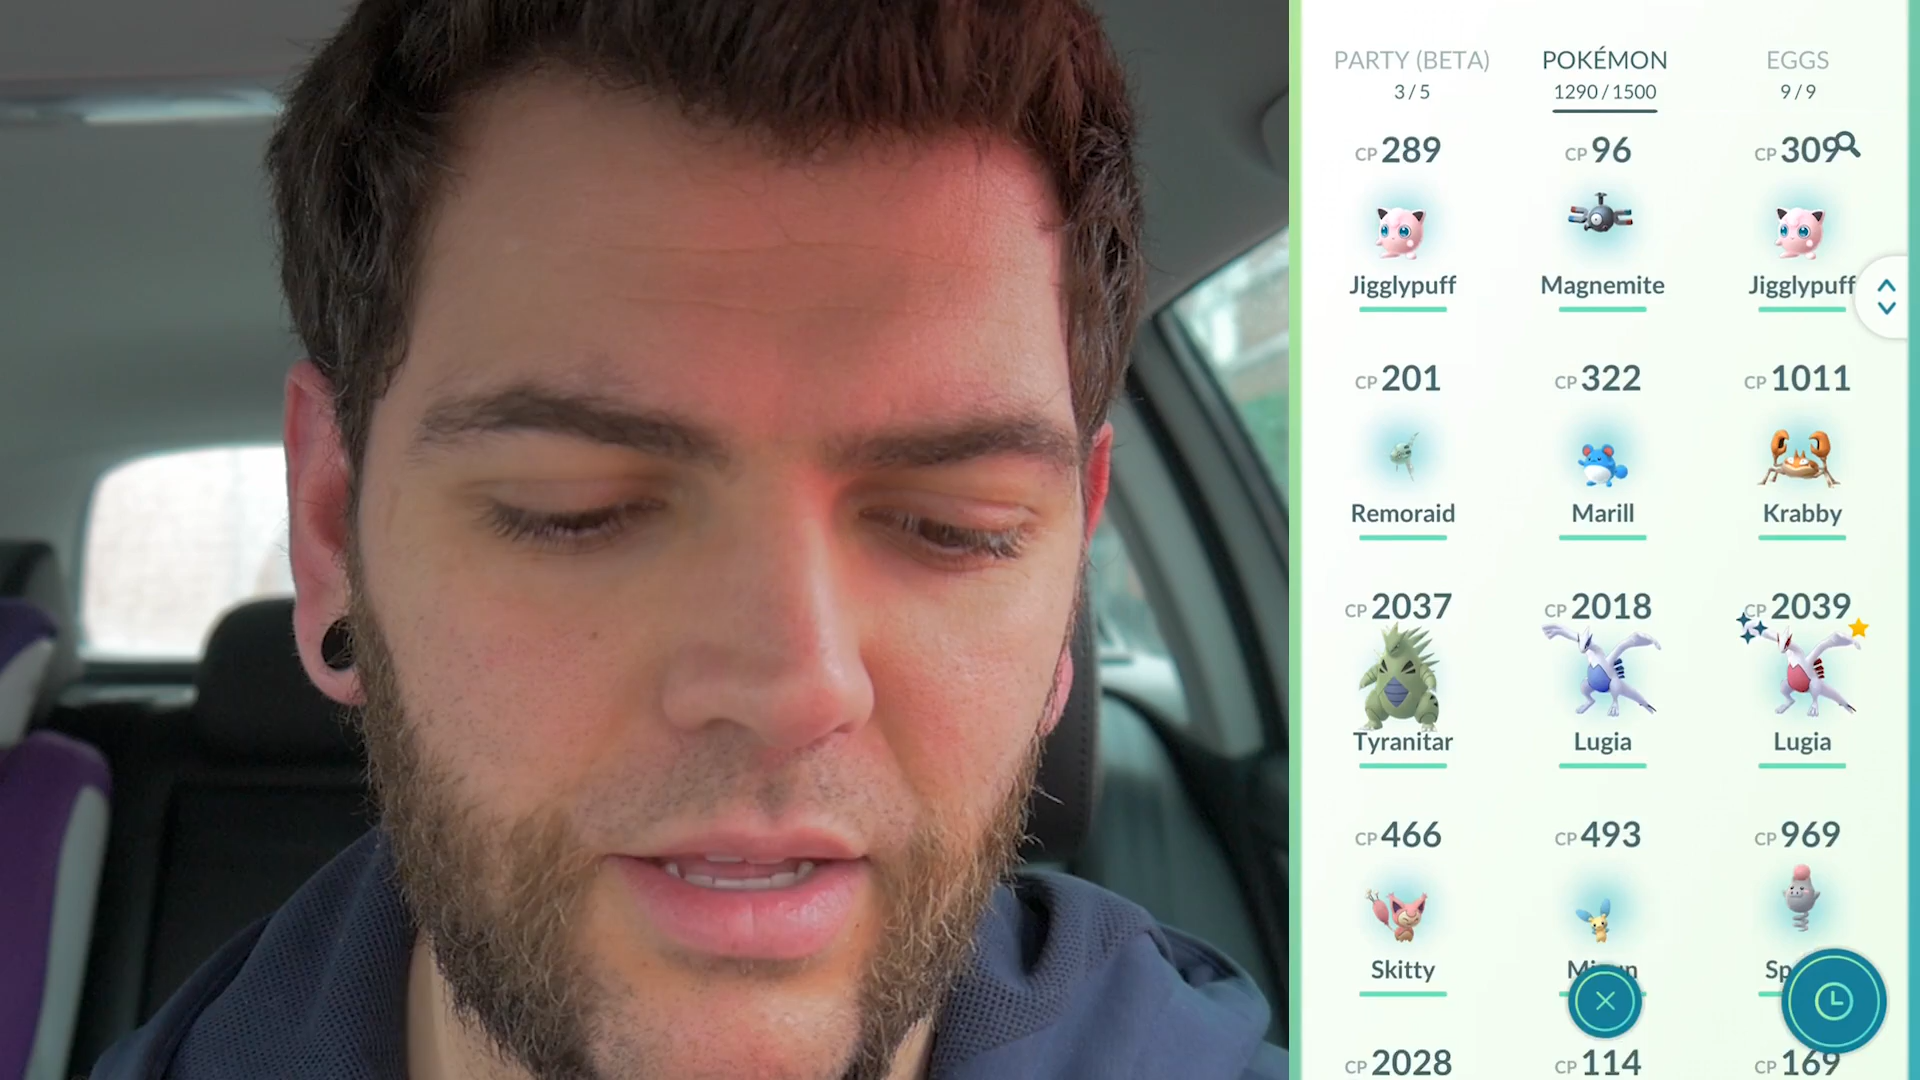 PARTY (BETA) POKÉMON EGGS
3 / 5 1290 / 1500 9 / 9
CP 289 CP 96 CP 309
Jigglypuff Magnemite Jigglypuff
CP 201 CP 322 CP 1011
Remoraid Marill Krabby
CP 2037 CP 2018 CP 2039
Tyranitar Lugia Lugia
CP 466 CP 493 CP 969
Skitty
CP 2028 CP 114 CP 169